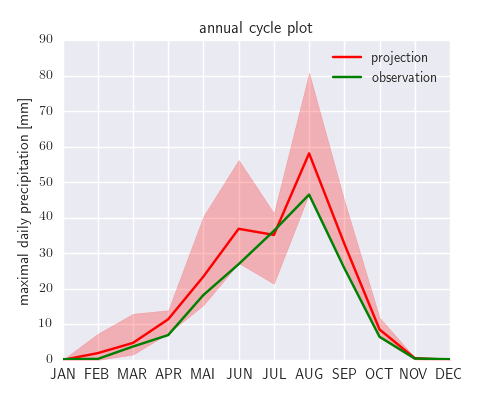 annual cycle plot
projection
observation
maximal daily precipitation [mm]
90
80
70
60
50
40
30
20
10
0
JAN FEB MAR APR MAI JUN JUL AUG SEP OCT NOV DEC